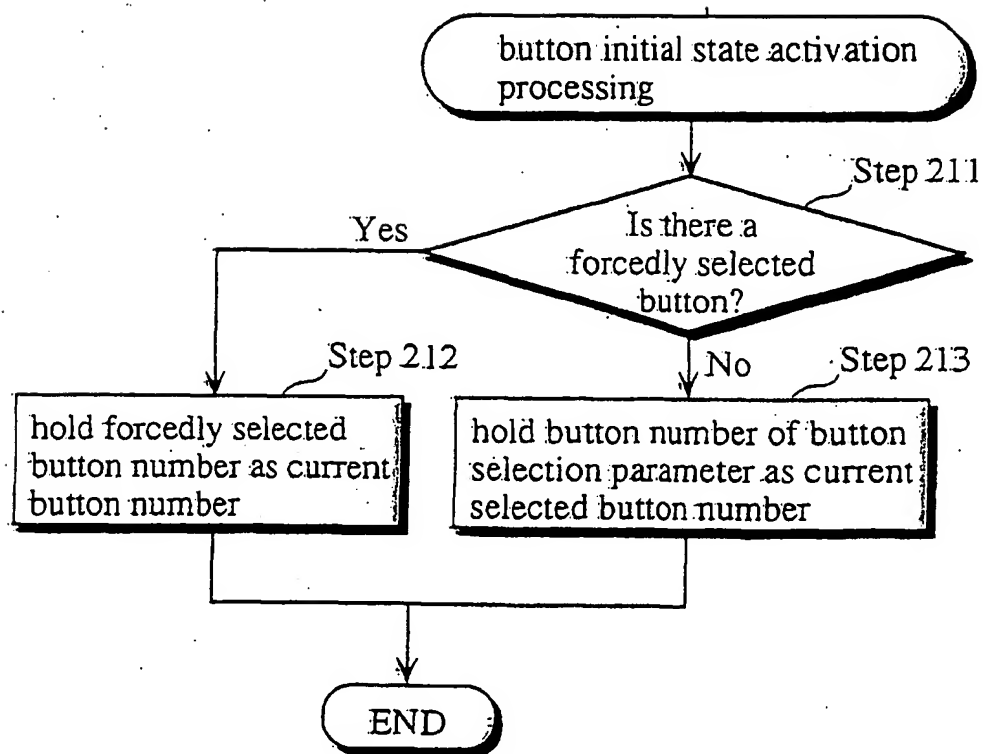 button initial state activation
processing
Step 211
Is there a
forcedly selected
button?
Yes
No
Step 212
hold forcedly selected
button number as current
button number
Step 213
hold button number of button
selection parameter as current
selected button number
END